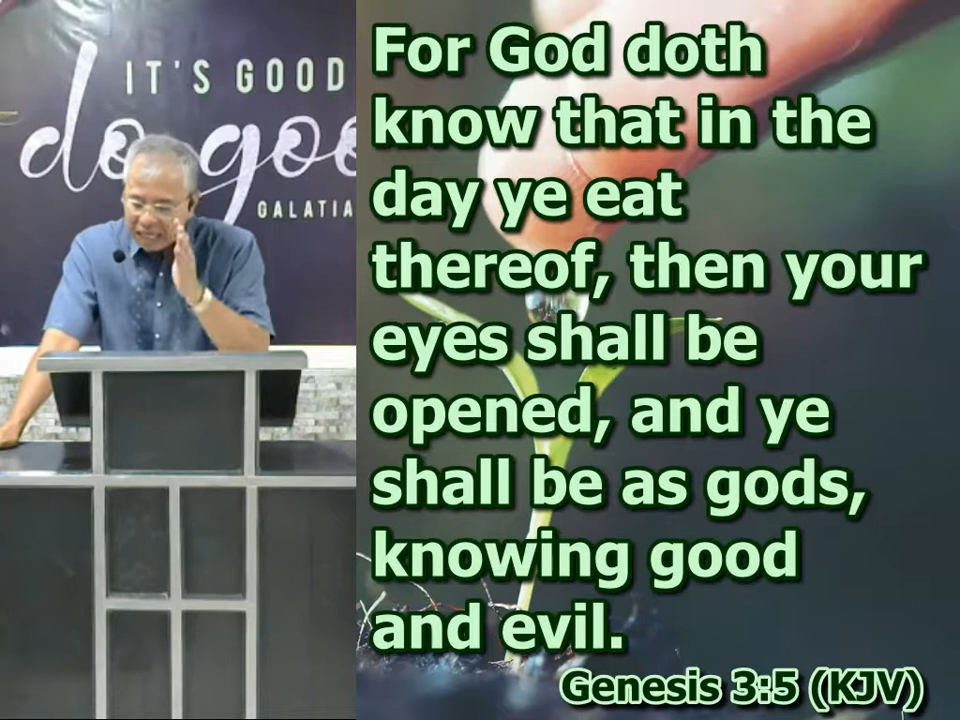 IT'S GOOD
do goo
GALATIA
For God doth
know that in the
day ye eat
thereof, then your
eyes shall be
opened, and ye
shall be as gods,
knowing good
and evil.
Genesis 3:5 (KJV)